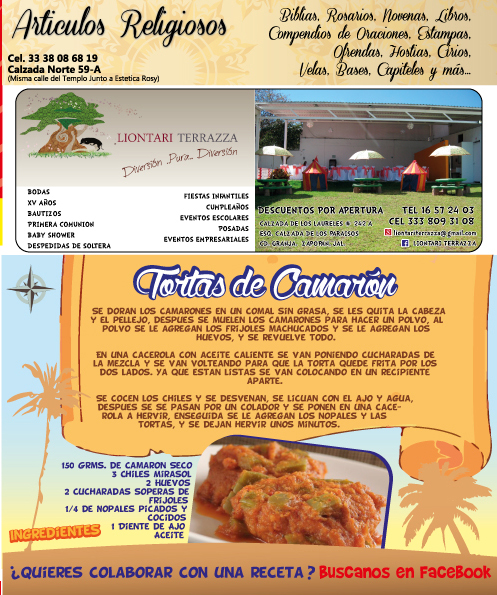 Articulos Religiosos
Biblias, Rosarios, Novenas, Libros,
Compendios de Oraciones, Estampas,
Ofrendas, Hostias, Cirios,
Velas, Bases, Capiteles y más...
Cel. 33 38 08 68 19
Calzada Norte 59-A
(Misma calle del Templo Junto a Estetica Rosy)
LIONTARI TERRAZZA
Diversión Pura... Diversión
BODAS
XV AÑOS
BAUTIZOS
PRIMERA COMUNION
BABY SHOWER
DESPEDIDAS DE SOLTERA
FIESTAS INFANTILES
CUMPLEAÑOS
EVENTOS ESCOLARES
POSADAS
EVENTOS EMPRESARIALES
DESCUENTOS POR APERTURA
CALZADA DE LOS LAURELES #. 242 A
ESQ. CALZADA DE LOS PARAISOS
CD. GRANJA. ZAPOPAN JAL.
TEL 16 57 24 03
CEL 333 809 31 08
liontariterrazza@gmail.com
LIONTARI.TERRAZZA
Tortas de Camarón
SE DORAN LOS CAMARONES EN UN COMAL SIN GRASA, SE LES QUITA LA CABEZA
Y EL PELLEJO, DESPUES SE MUELEN LOS CAMARONES PARA HACER UN POLVO, AL
POLVO SE LE AGREGAN LOS FRIJOLES MACHUCADOS Y SE LE AGREGAN LOS
HUEVOS, Y SE REVUELVE TODO.
EN UNA CACEROLA CON ACEITE CALIENTE SE VAN PONIENDO CUCHARADAS DE
LA MEZCLA Y SE VAN VOLTEANDO PARA QUE LA TORTA QUEDE FRITA POR LOS
DOS LADOS. YA QUE ESTAN LISTAS SE VAN COLOCANDO EN UN RECIPIENTE
APARTE.
SE COCEN LOS CHILES Y SE DESVENAN, SE LICUAN CON EL AJO Y AGUA,
DESPUES SE SE PASAN POR UN COLADOR Y SE PONEN EN UNA CACE-
ROLA A HERVIR, ENSEGUIDA SE LE AGREGAN LOS NOPALES Y LAS
TORTAS, Y SE DEJAN HERVIR UNOS MINUTOS.
150 GRMS. DE CAMARON SECO
3 CHILES MIRASOL
2 HUEVOS
2 CUCHARADAS SOPERAS DE
FRIJOLES
1/4 DE NOPALES PICADOS Y
COCIDOS
1 DIENTE DE AJO
ACEITE
INGREDIENTES
¿QUIERES COLABORAR CON UNA RECETA? BUSCANOS EN FACEBOOK